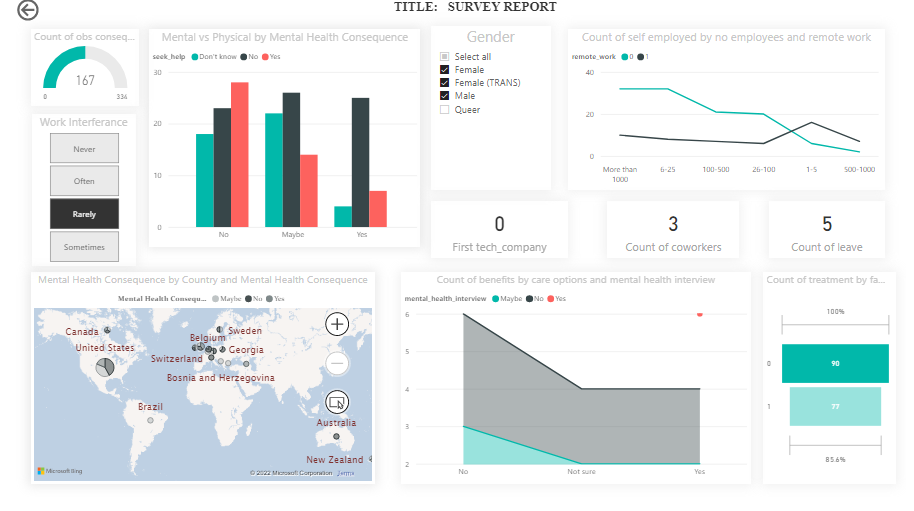 TITLE: SURVEY REPORT
Count of obs conseq...
167
0
336
Work Interferance
Never
Often
Rarely
Sometimes
Mental vs Physical by Mental Health Consequence
seek_help Don't know No Yes
30
20
10
0
No
Maybe
Yes
Gender
Select all
Female
Female (TRANS)
Male
Queer
Count of self employed by no employees and remote work
remote_work 0 1
40
20
0
More than
1000
6-25
100-500
26-100
1-5
500-1000
0
First tech_company
3
Count of coworkers
5
Count of leave
Mental Health Consequence by Country and Mental Health Consequence
Mental Health Consequ... Maybe No Yes
Canada
Sweden
Belgium
United States
Georgia
Switzerland
Bosnia and Herzegovina
Brazil
Australia
New Zealand
Microsoft Bing
© 2022 Microsoft Corporation Terms
Count of benefits by care options and mental health interview
mental_health_interview Maybe No Yes
6
5
4
3
2
No
Not sure
Yes
Count of treatment by fa...
100%
0
90
1
77
85.6%